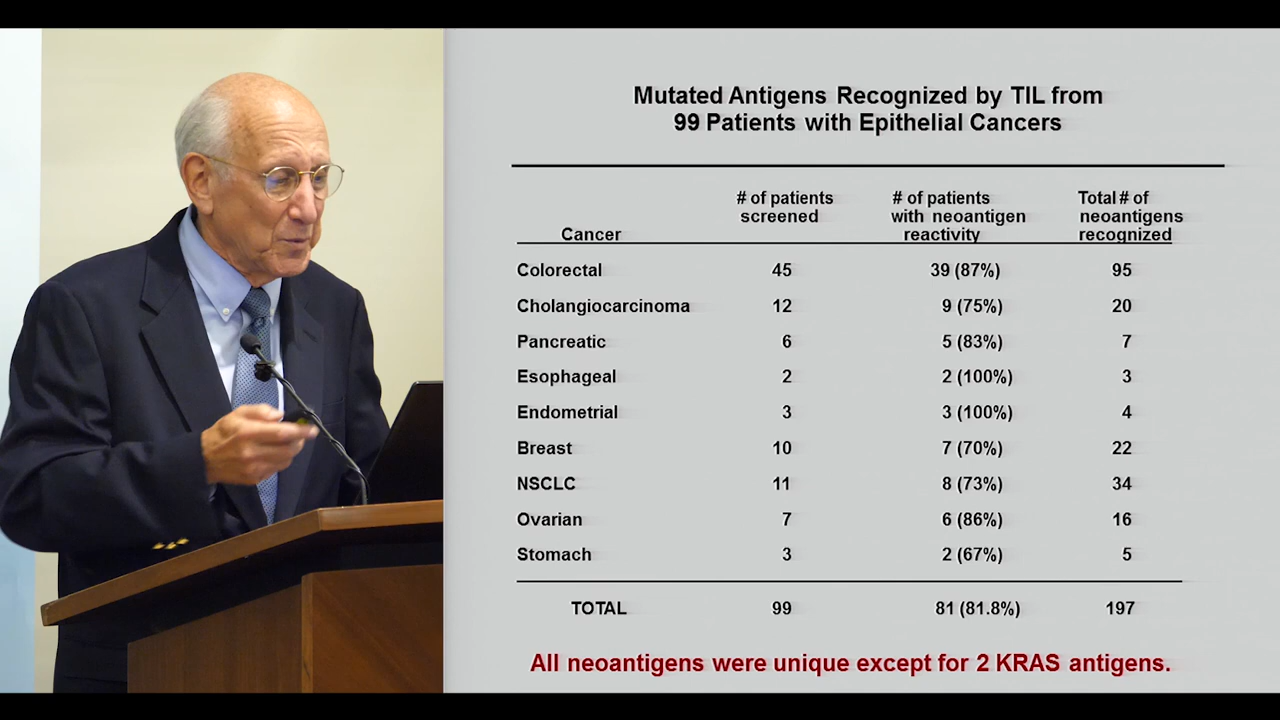 Mutated Antigens Recognized by TIL from
99 Patients with Epithelial Cancers
Cancer # of patients screened # of patients with neoantigen reactivity Total # of neoantigens recognized
Colorectal 45 39 (87%) 95
Cholangiocarcinoma 12 9 (75%) 20
Pancreatic 6 5 (83%) 7
Esophageal 2 2 (100%) 3
Endometrial 3 3 (100%) 4
Breast 10 7 (70%) 22
NSCLC 11 8 (73%) 34
Ovarian 7 6 (86%) 16
Stomach 3 2 (67%) 5
TOTAL 99 81 (81.8%) 197
All neoantigens were unique except for 2 KRAS antigens.